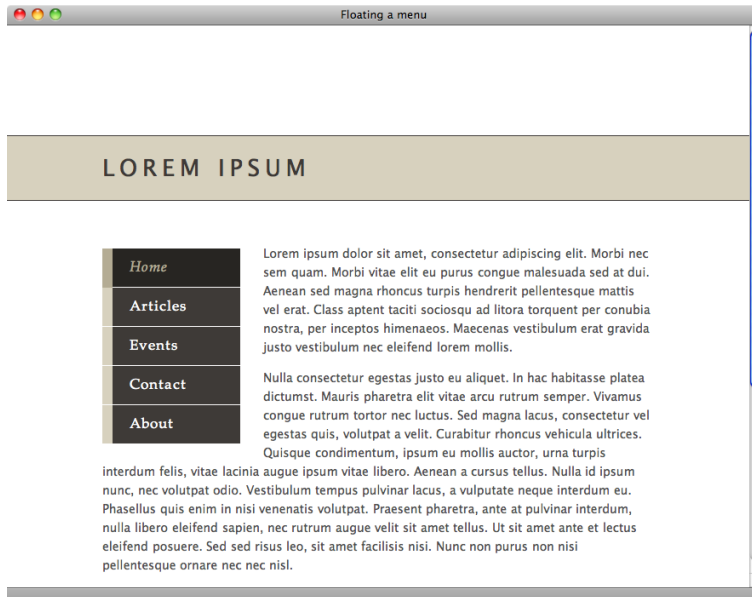 Floating a menu
LOREM IPSUM
Home
Articles
Events
Contact
About
Lorem ipsum dolor sit amet, consectetur adipiscing elit. Morbi nec
sem quam. Morbi vitae elit eu purus congue malesuada sed at dui.
Aenean sed magna rhoncus turpis hendrerit pellentesque mattis
vel erat. Class aptent taciti sociosqu ad litora torquent per conubia
nostra, per inceptos himenaeos. Maecenas vestibulum erat gravida
justo vestibulum nec eleifend lorem mollis.
Nulla consectetur egestas justo eu aliquet. In hac habitasse platea
dictumst. Mauris pharetra elit vitae arcu rutrum semper. Vivamus
congue rutrum tortor nec luctus. Sed magna lacus, consectetur vel
egestas quis, volutpat a velit. Curabitur rhoncus vehicula ultrices.
Quisque condimentum, ipsum eu mollis auctor, urna turpis
interdum felis, vitae lacinia augue ipsum vitae libero. Aenean a cursus tellus. Nulla id ipsum
nunc, nec volutpat odio. Vestibulum tempus pulvinar lacus, a vulputate neque interdum eu.
Phasellus quis enim in nisi venenatis volutpat. Praesent pharetra, ante at pulvinar interdum,
nulla libero eleifend sapien, nec rutrum augue velit sit amet tellus. Ut sit amet ante et lectus
eleifend posuere. Sed sed risus leo, sit amet facilisis nisi. Nunc non purus non nisi
pellentesque ornare nec nec nisl.